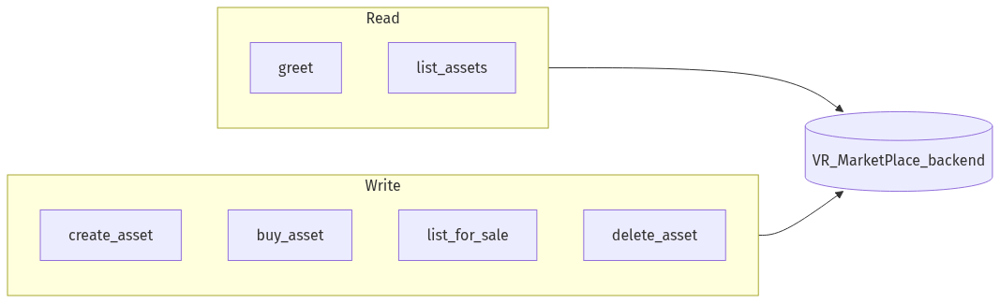 Read
greet
list_assets
VR_MarketPlace_backend
Write
create_asset
buy_asset
list_for_sale
delete_asset